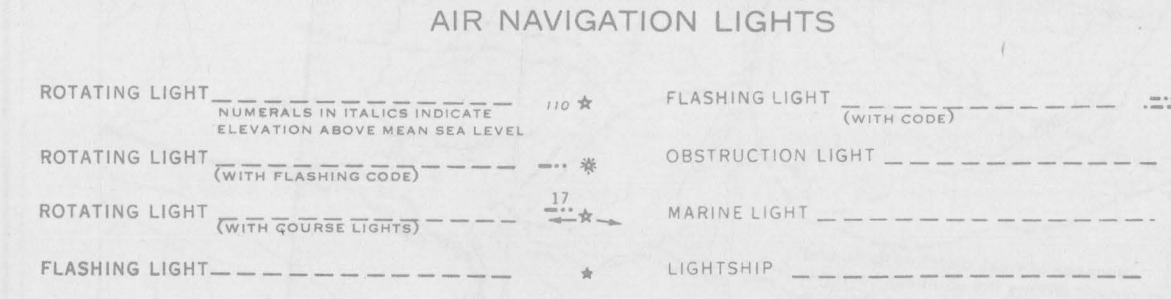 AIR NAVIGATION LIGHTS
ROTATING LIGHT
NUMERALS IN ITALICS INDICATE
ELEVATION ABOVE MEAN SEA LEVEL
110
ROTATING LIGHT
(WITH FLASHING CODE)
ROTATING LIGHT
(WITH COURSE LIGHTS)
17
FLASHING LIGHT
FLASHING LIGHT
(WITH CODE)
OBSTRUCTION LIGHT
MARINE LIGHT
LIGHTSHIP